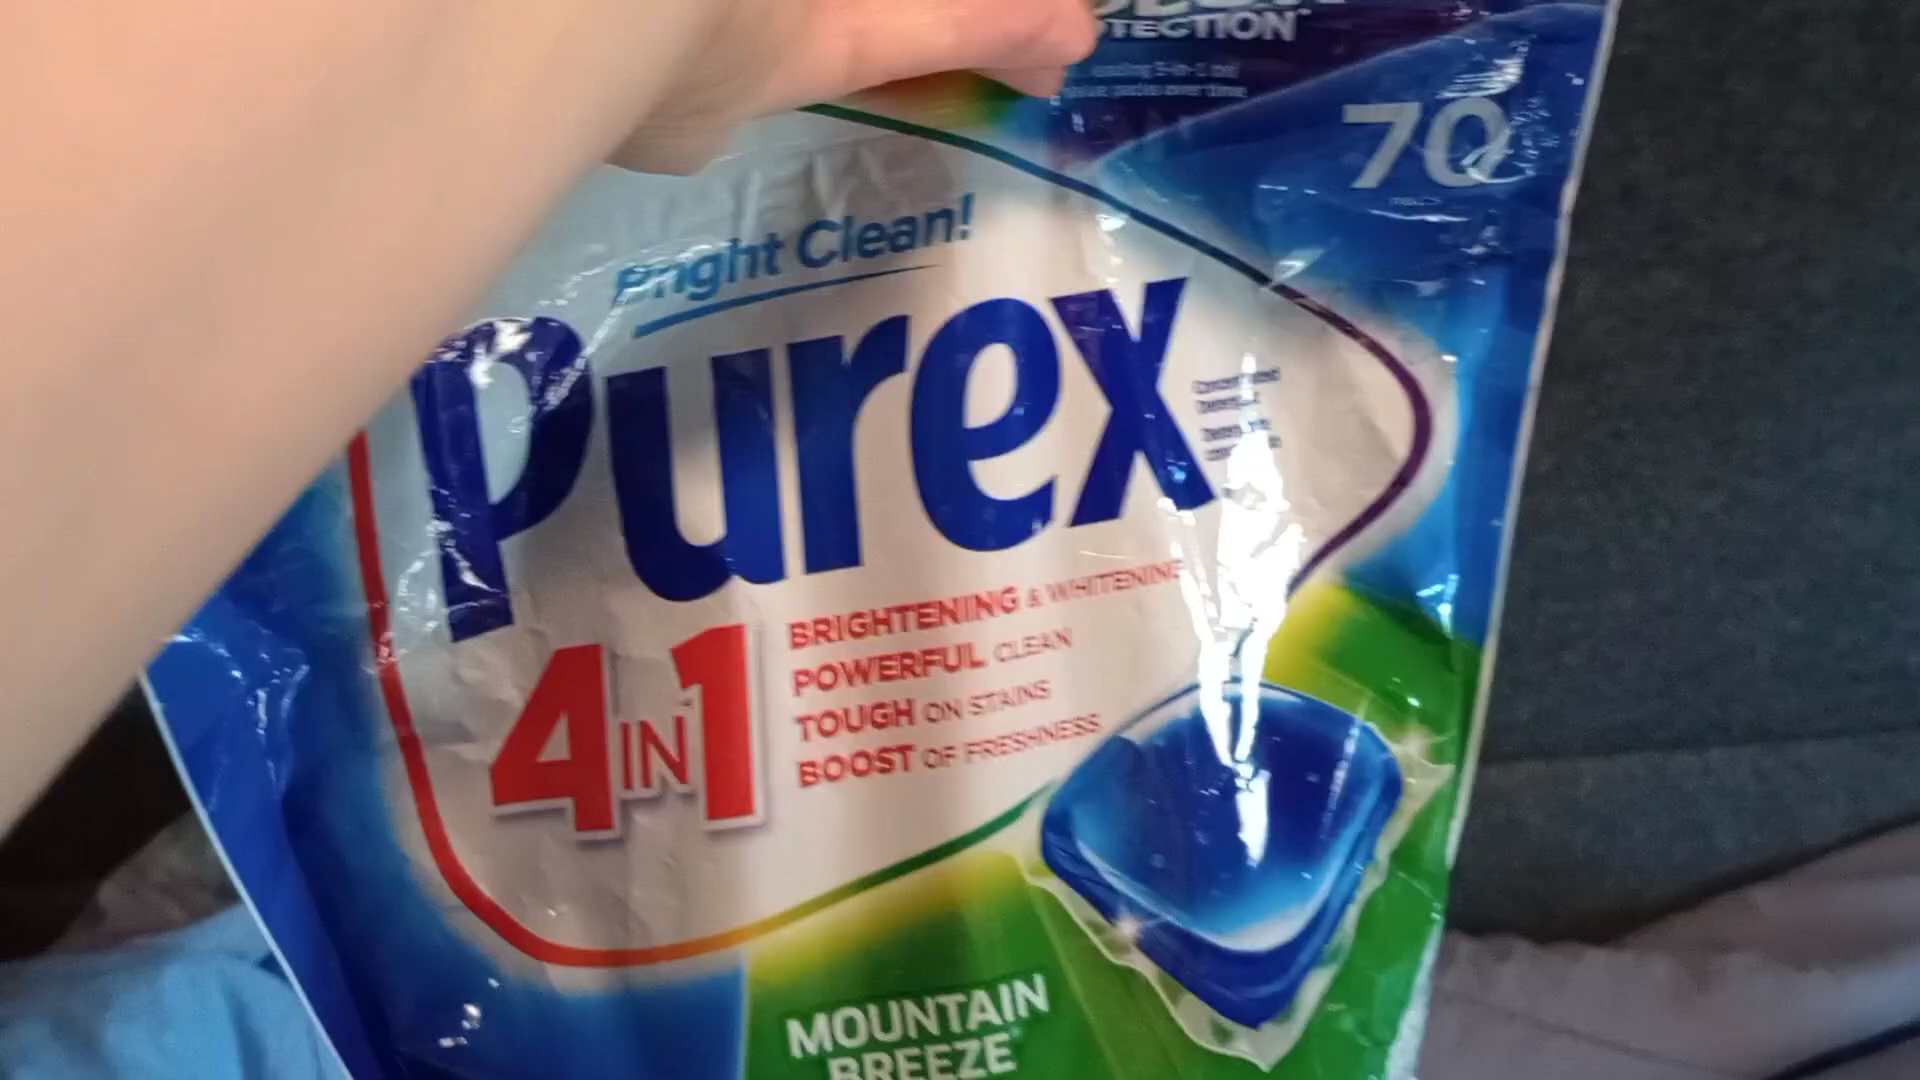 70
Bright Clean!
Purex
4 IN 1
BRIGHTENING & WHITENING
POWERFUL CLEAN
TOUGH ON STAINS
BOOST OF FRESHNESS
MOUNTAIN
BREEZE